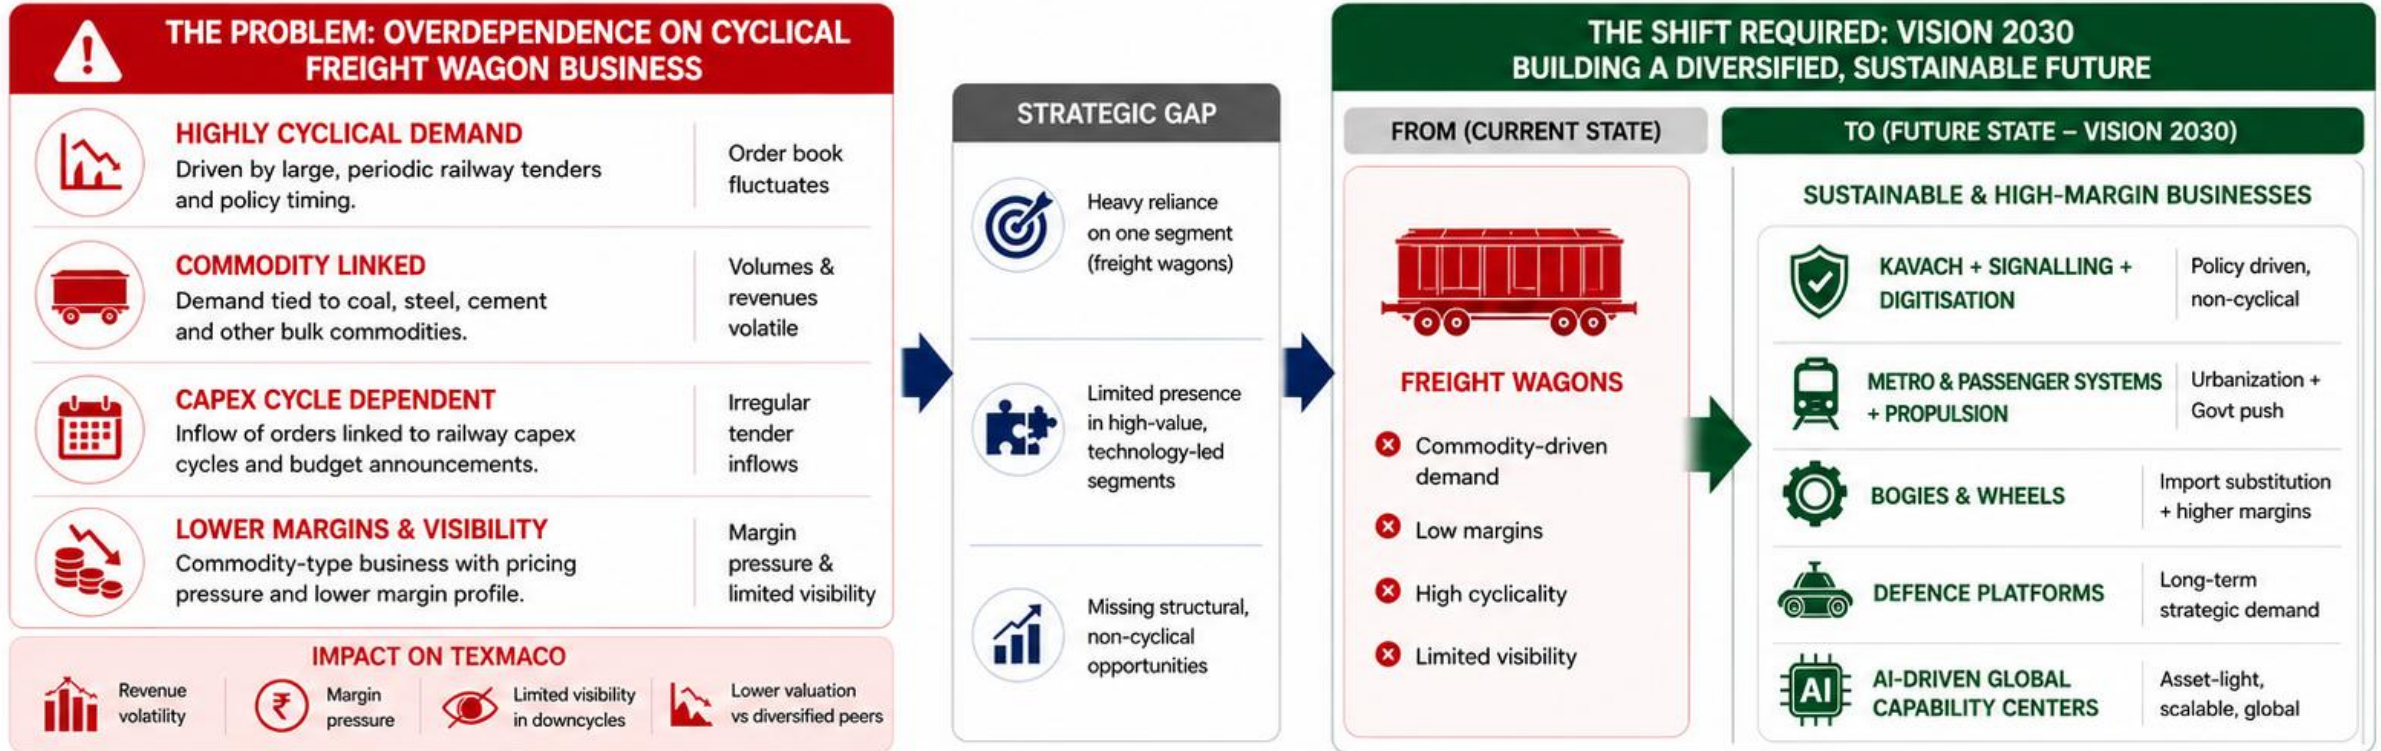 THE PROBLEM: OVERDEPENDENCE ON CYCLICAL
FREIGHT WAGON BUSINESS
HIGHLY CYCLICAL DEMAND
Driven by large, periodic railway tenders
and policy timing.
Order book
fluctuates
COMMODITY LINKED
Demand tied to coal, steel, cement
and other bulk commodities.
Volumes &
revenues
volatile
CAPEX CYCLE DEPENDENT
Inflow of orders linked to railway capex
cycles and budget announcements.
Irregular
tender
inflows
LOWER MARGINS & VISIBILITY
Commodity-type business with pricing
pressure and lower margin profile.
Margin
pressure &
limited visibility
IMPACT ON TEXMACO
Revenue
volatility
₹
Margin
pressure
Limited visibility
in downcycles
Lower valuation
vs diversified peers
STRATEGIC GAP
Heavy reliance
on one segment
(freight wagons)
Limited presence
in high-value,
technology-led
segments
Missing structural,
non-cyclical
opportunities
THE SHIFT REQUIRED: VISION 2030
BUILDING A DIVERSIFIED, SUSTAINABLE FUTURE
FROM (CURRENT STATE)
FREIGHT WAGONS
Commodity-driven
demand
Low margins
High cyclicality
Limited visibility
TO (FUTURE STATE – VISION 2030)
SUSTAINABLE & HIGH-MARGIN BUSINESSES
KAVACH + SIGNALLING +
DIGITISATION
Policy driven,
non-cyclical
METRO & PASSENGER SYSTEMS
+ PROPULSION
Urbanization +
Govt push
BOGIES & WHEELS
Import substitution
+ higher margins
DEFENCE PLATFORMS
Long-term
strategic demand
AI
AI-DRIVEN GLOBAL
CAPABILITY CENTERS
Asset-light,
scalable, global